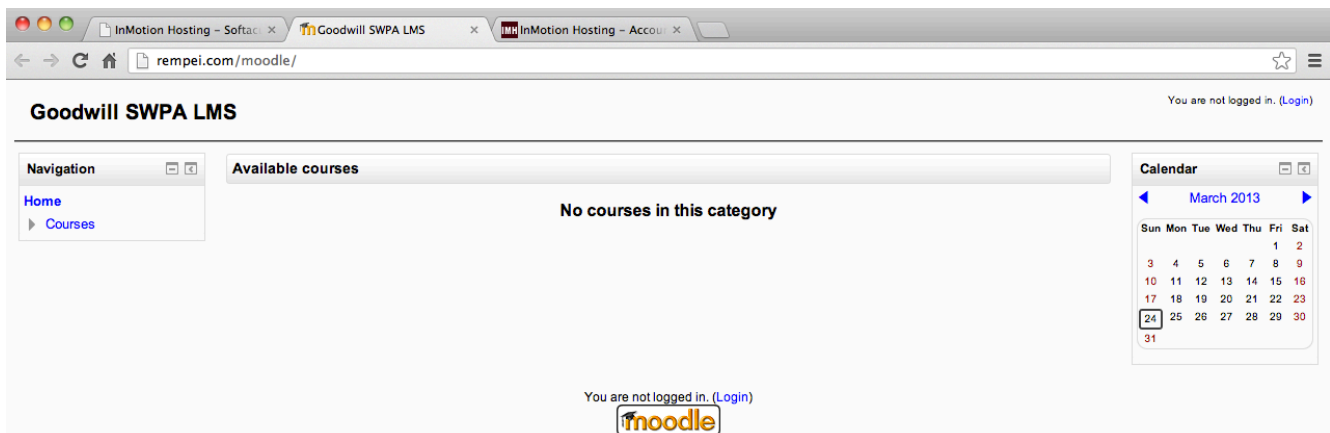 InMotion Hosting – Softac
Goodwill SWPA LMS
IMH InMotion Hosting – Accou
rempei.com/moodle/
Goodwill SWPA LMS
You are not logged in. (Login)
Navigation
Home
Courses
Available courses
No courses in this category
Calendar
March 2013
Sun Mon Tue Wed Thu Fri Sat
1 2
3 4 5 6 7 8 9
10 11 12 13 14 15 16
17 18 19 20 21 22 23
24 25 26 27 28 29 30
31
You are not logged in. (Login)
moodle